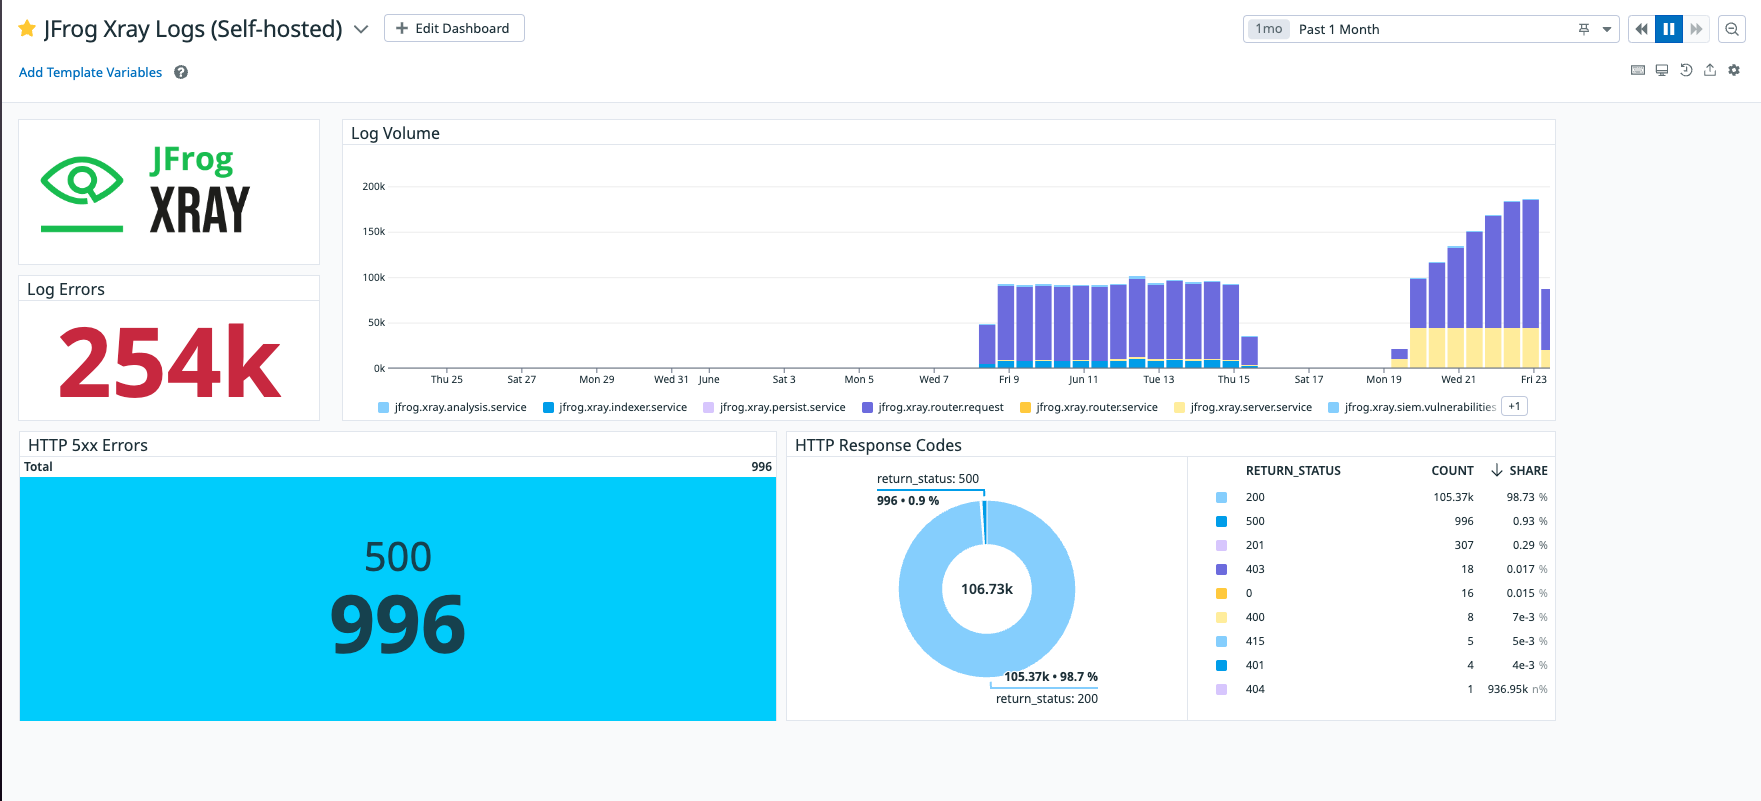 JFrog Xray Logs (Self-hosted)
+ Edit Dashboard
1mo Past 1 Month
Add Template Variables ?
JFrog
XRAY
Log Errors
254k
Log Volume
200k
150k
100k
50k
0k
Thu 25 Sat 27 Mon 29 Wed 31 June Sat 3 Mon 5 Wed 7 Fri 9 Jun 11 Tue 13 Thu 15 Sat 17 Mon 19 Wed 21 Fri 23
jfrog.xray.analysis.service jfrog.xray.indexer.service jfrog.xray.persist.service jfrog.xray.router.request jfrog.xray.router.service jfrog.xray.server.service jfrog.xray.siem.vulnerabilities +1
HTTP 5xx Errors
Total 996
500
996
HTTP Response Codes
return_status: 500
996 • 0.9 %
106.73k
105.37k • 98.7 %
return_status: 200
RETURN_STATUS COUNT ↓ SHARE
200 105.37k 98.73 %
500 996 0.93 %
201 307 0.29 %
403 18 0.017 %
0 16 0.015 %
400 8 7e-3 %
415 5 5e-3 %
401 4 4e-3 %
404 1 936.95k n%